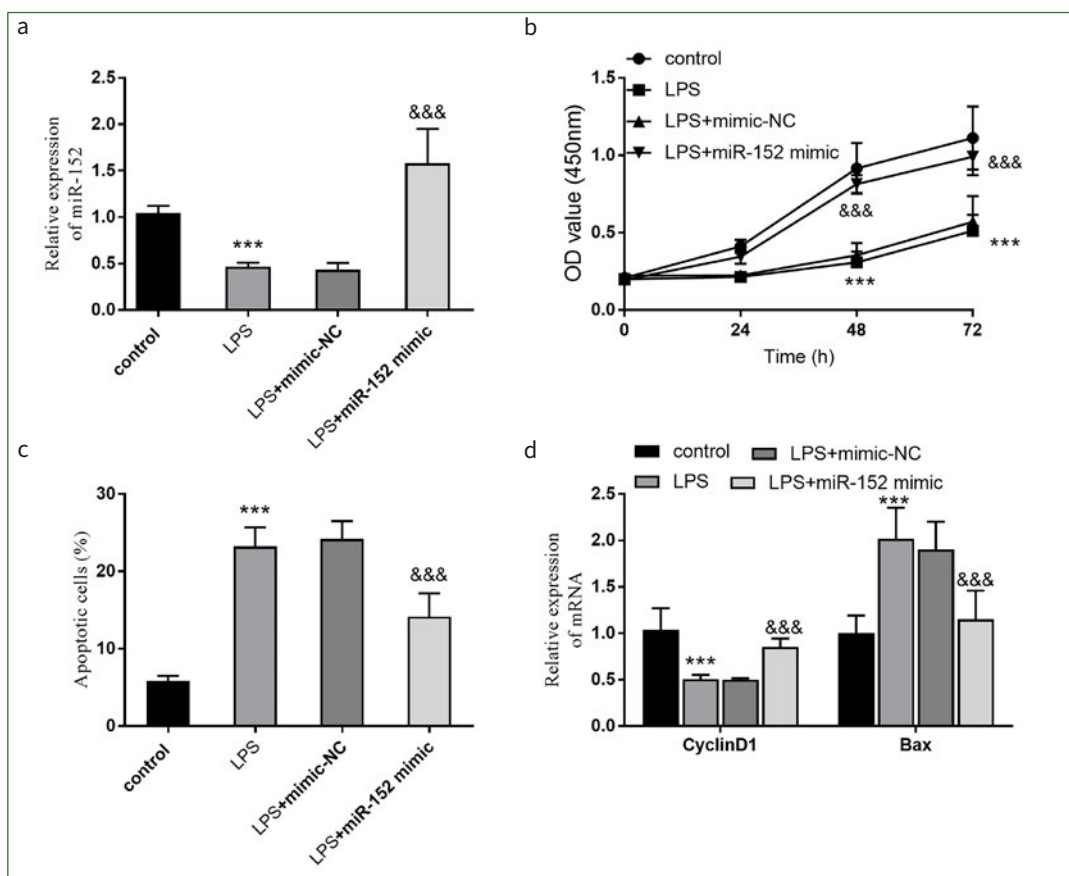 a
Relative expression
of miR-152
2.5
2.0
1.5
1.0
0.5
0.0
***
&&&
control
LPS
LPS+mimic-NC
LPS+miR-152 mimic
b
control
LPS
LPS+mimic-NC
LPS+miR-152 mimic
OD value (450nm)
1.5
1.0
0.5
0.0
&&&
&&&
***
***
0
24
48
72
Time (h)
c
Apoptotic cells (%)
30
20
10
0
***
&&&
control
LPS
LPS+mimic-NC
LPS+miR-152 mimic
d
control
LPS+mimic-NC
LPS
LPS+miR-152 mimic
Relative expression
of mRNA
2.5
2.0
1.5
1.0
0.5
0.0
***
&&&
***
&&&
CyclinD1
Bax